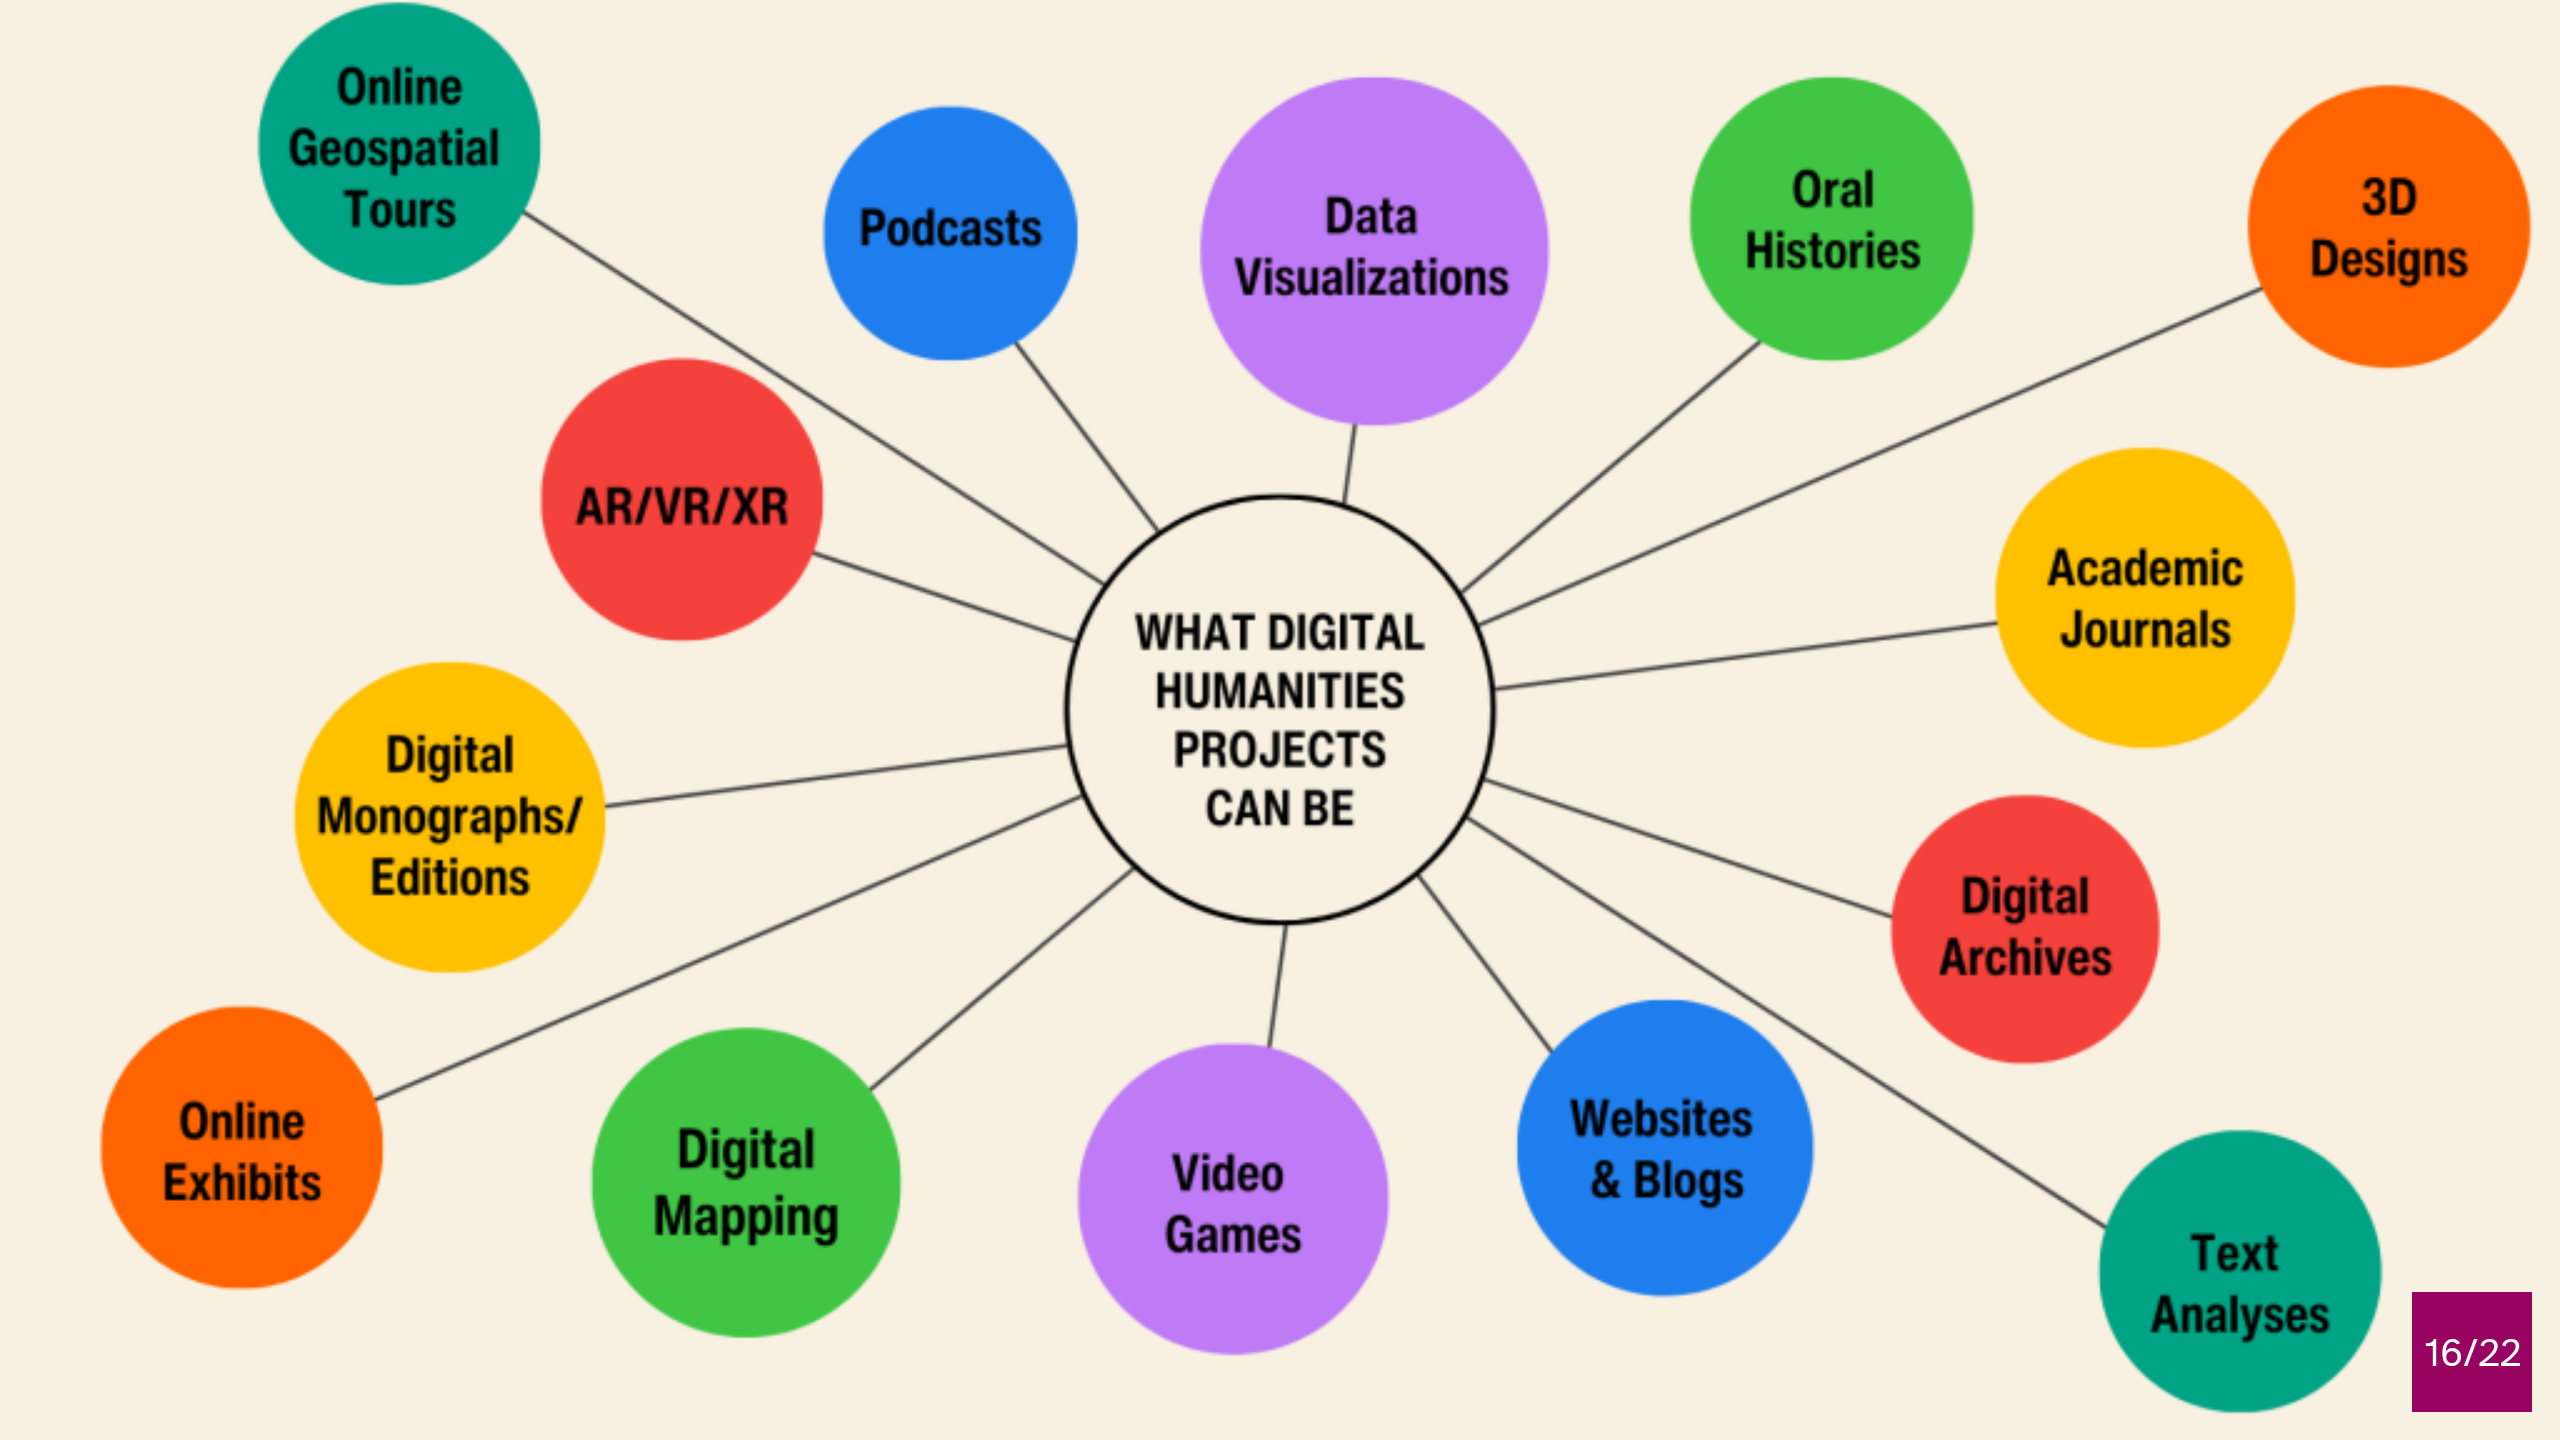 Online
Geospatial
Tours
Podcasts
Data
Visualizations
Oral
Histories
3D
Designs
AR/VR/XR
Academic
Journals
WHAT DIGITAL
HUMANITIES
PROJECTS
CAN BE
Digital
Monographs/
Editions
Digital
Archives
Online
Exhibits
Digital
Mapping
Video
Games
Websites
& Blogs
Text
Analyses
16/22